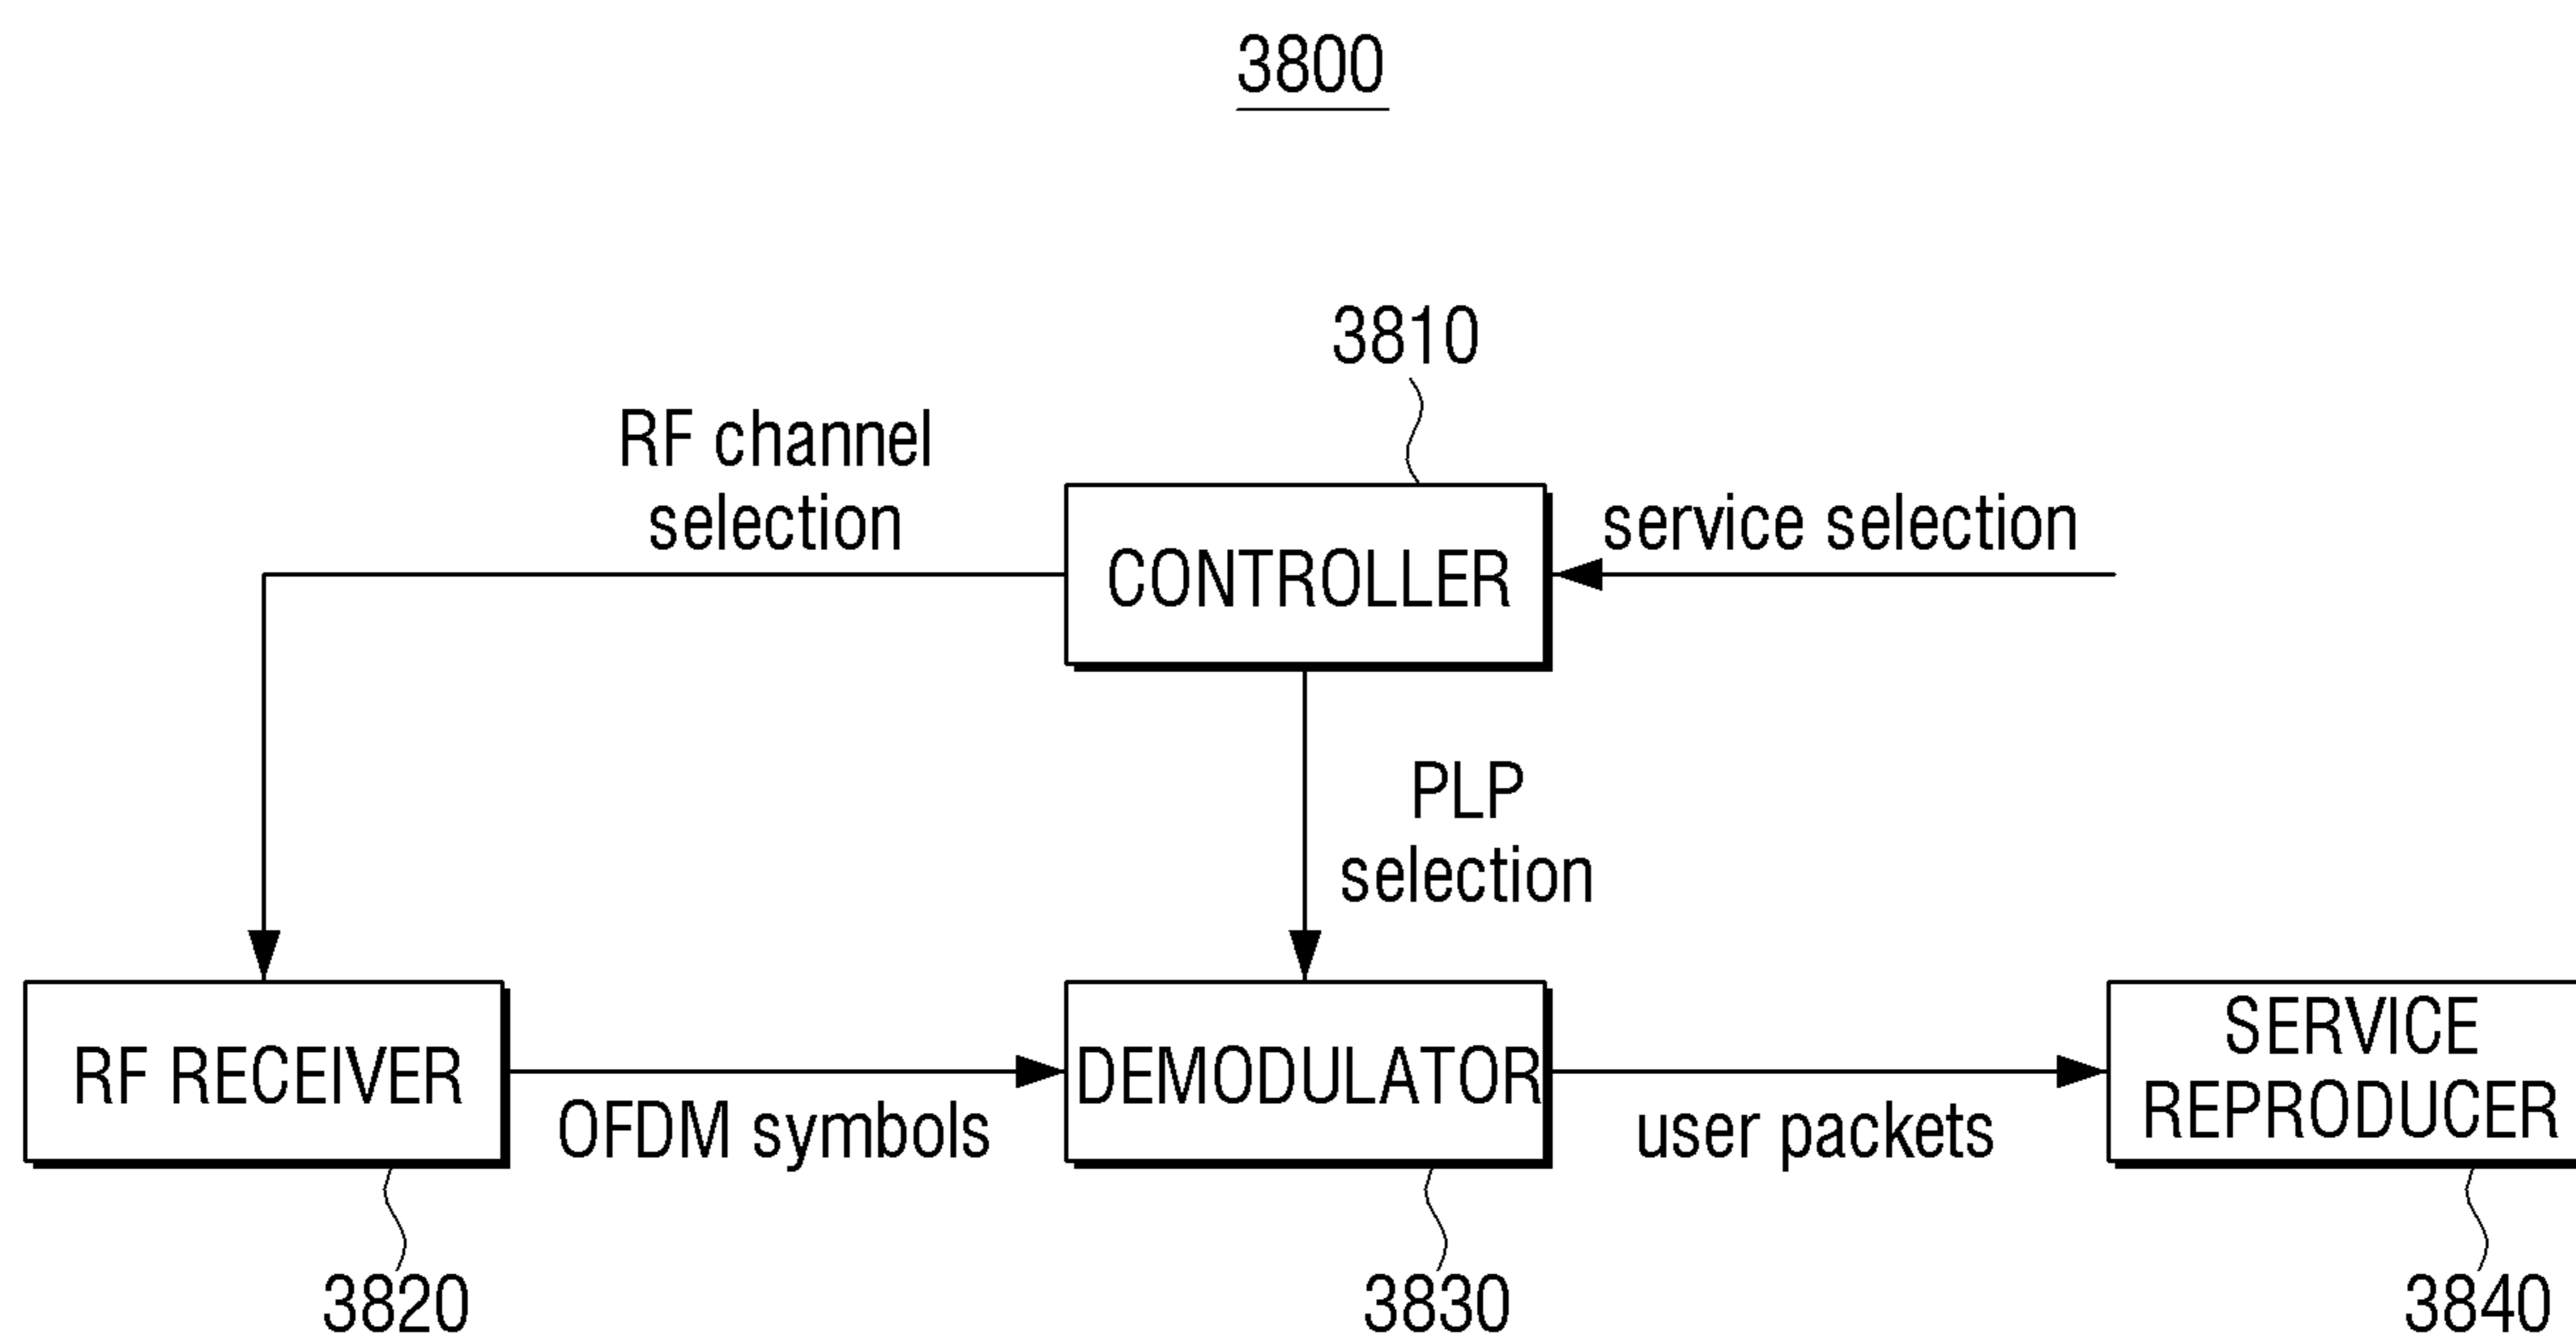 3800
3810
RF channel
selection
CONTROLLER
service selection
PLP
selection
RF RECEIVER
OFDM symbols
DEMODULATOR
user packets
SERVICE
REPRODUCER
3820
3830
3840